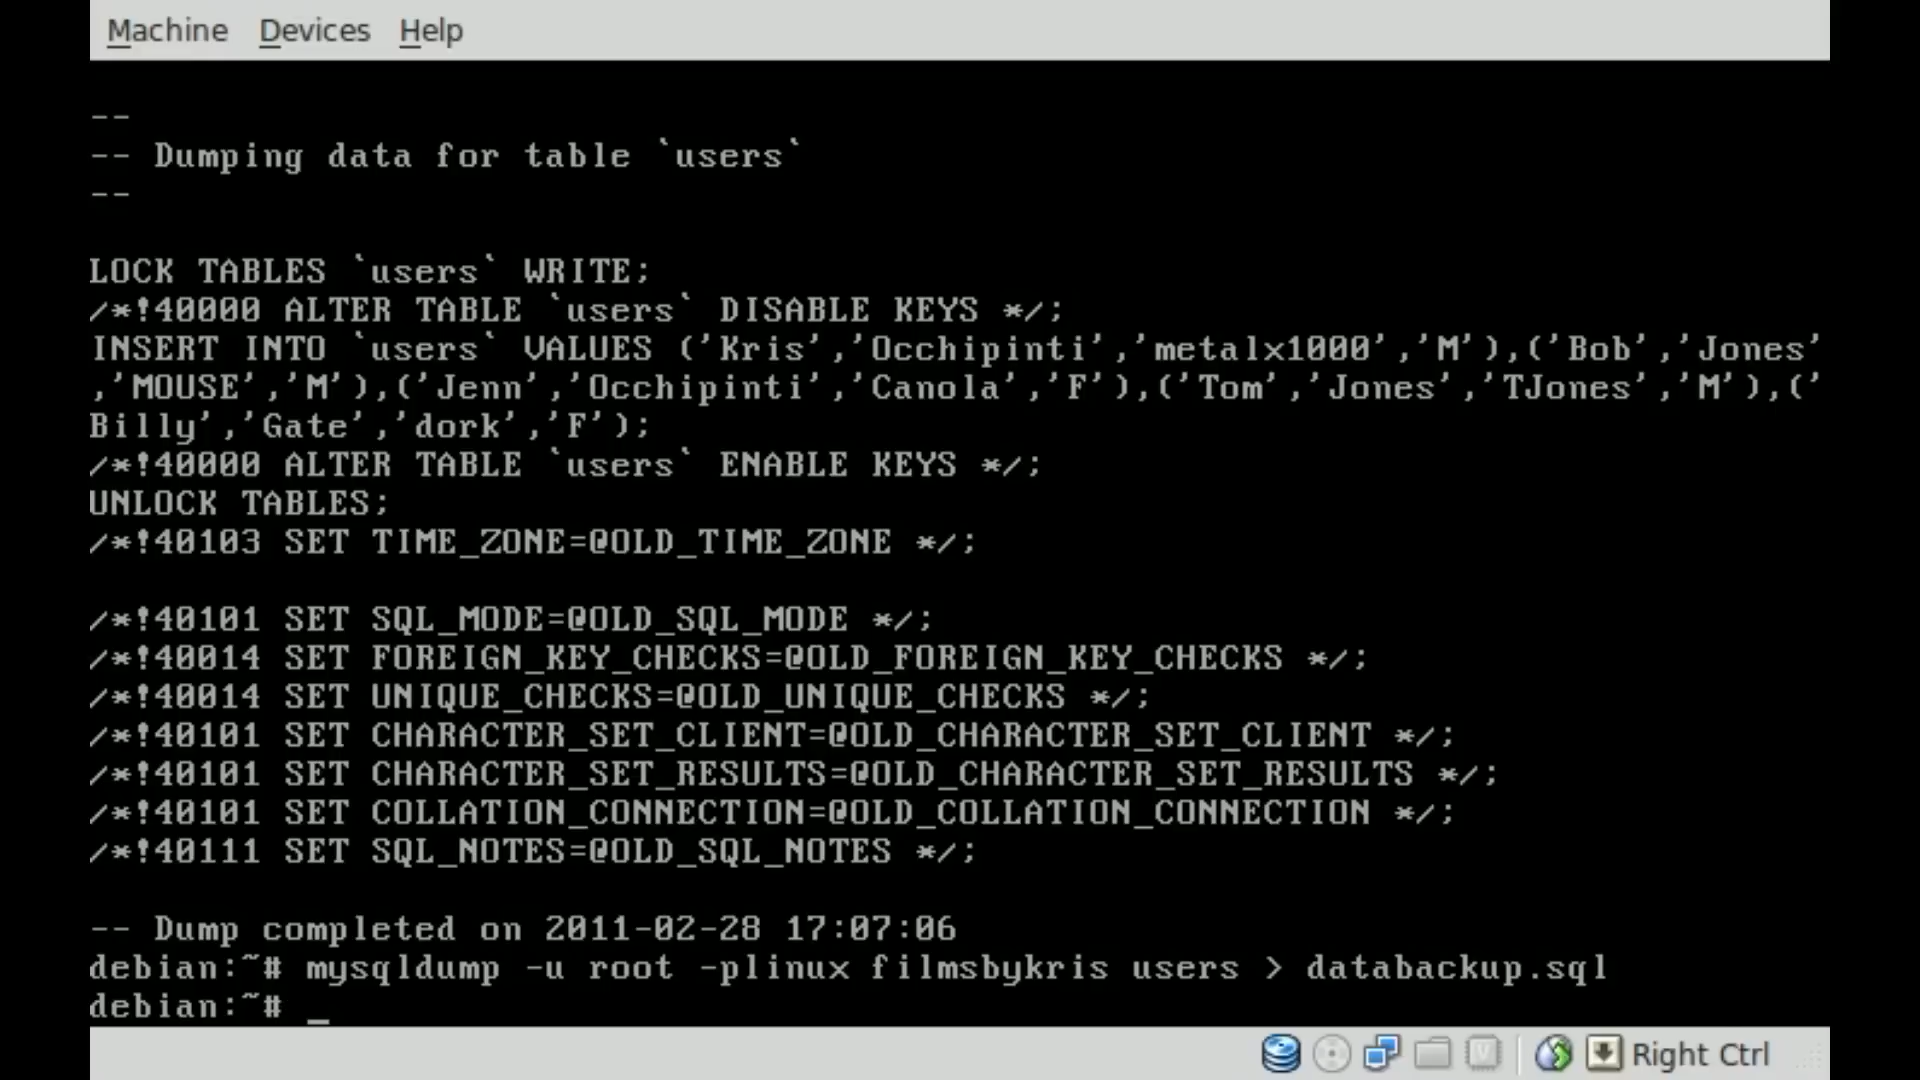 Machine Devices Help
--
-- Dumping data for table `users`
--
LOCK TABLES `users` WRITE;
/*!40000 ALTER TABLE `users` DISABLE KEYS */;
INSERT INTO `users` VALUES ('Kris','Occhipinti','metalx1000','M'),('Bob','Jones'
,'MOUSE','M'),('Jenn','Occhipinti','Canola','F'),('Tom','Jones','TJones','M'),('
Billy','Gate','dork','F');
/*!40000 ALTER TABLE `users` ENABLE KEYS */;
UNLOCK TABLES;
/*!40103 SET TIME_ZONE=@OLD_TIME_ZONE */;
/*!40101 SET SQL_MODE=@OLD_SQL_MODE */;
/*!40014 SET FOREIGN_KEY_CHECKS=@OLD_FOREIGN_KEY_CHECKS */;
/*!40014 SET UNIQUE_CHECKS=@OLD_UNIQUE_CHECKS */;
/*!40101 SET CHARACTER_SET_CLIENT=@OLD_CHARACTER_SET_CLIENT */;
/*!40101 SET CHARACTER_SET_RESULTS=@OLD_CHARACTER_SET_RESULTS */;
/*!40101 SET COLLATION_CONNECTION=@OLD_COLLATION_CONNECTION */;
/*!40111 SET SQL_NOTES=@OLD_SQL_NOTES */;
-- Dump completed on 2011-02-28 17:07:06
debian:~# mysqldump -u root -plinux filmsbykris users > databackup.sql
debian:~# _
Right Ctrl